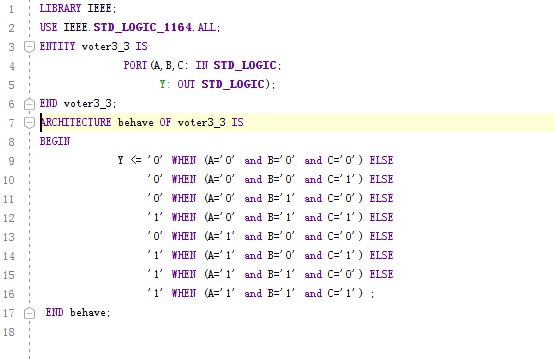 1 LIBRARY IEEE;
2 USE IEEE.STD_LOGIC_1164.ALL;
3 ENTITY voter3_3 IS
4 PORT(A,B,C: IN STD_LOGIC;
5 Y: OUT STD_LOGIC);
6 END voter3_3;
7 ARCHITECTURE behave OF voter3_3 IS
8 BEGIN
9 Y <= '0' WHEN (A='0' and B='0' and C='0') ELSE
10 '0' WHEN (A='0' and B='0' and C='1') ELSE
11 '0' WHEN (A='0' and B='1' and C='0') ELSE
12 '1' WHEN (A='0' and B='1' and C='1') ELSE
13 '0' WHEN (A='1' and B='0' and C='0') ELSE
14 '1' WHEN (A='1' and B='0' and C='1') ELSE
15 '1' WHEN (A='1' and B='1' and C='0') ELSE
16 '1' WHEN (A='1' and B='1' and C='1') ;
17 END behave;
18